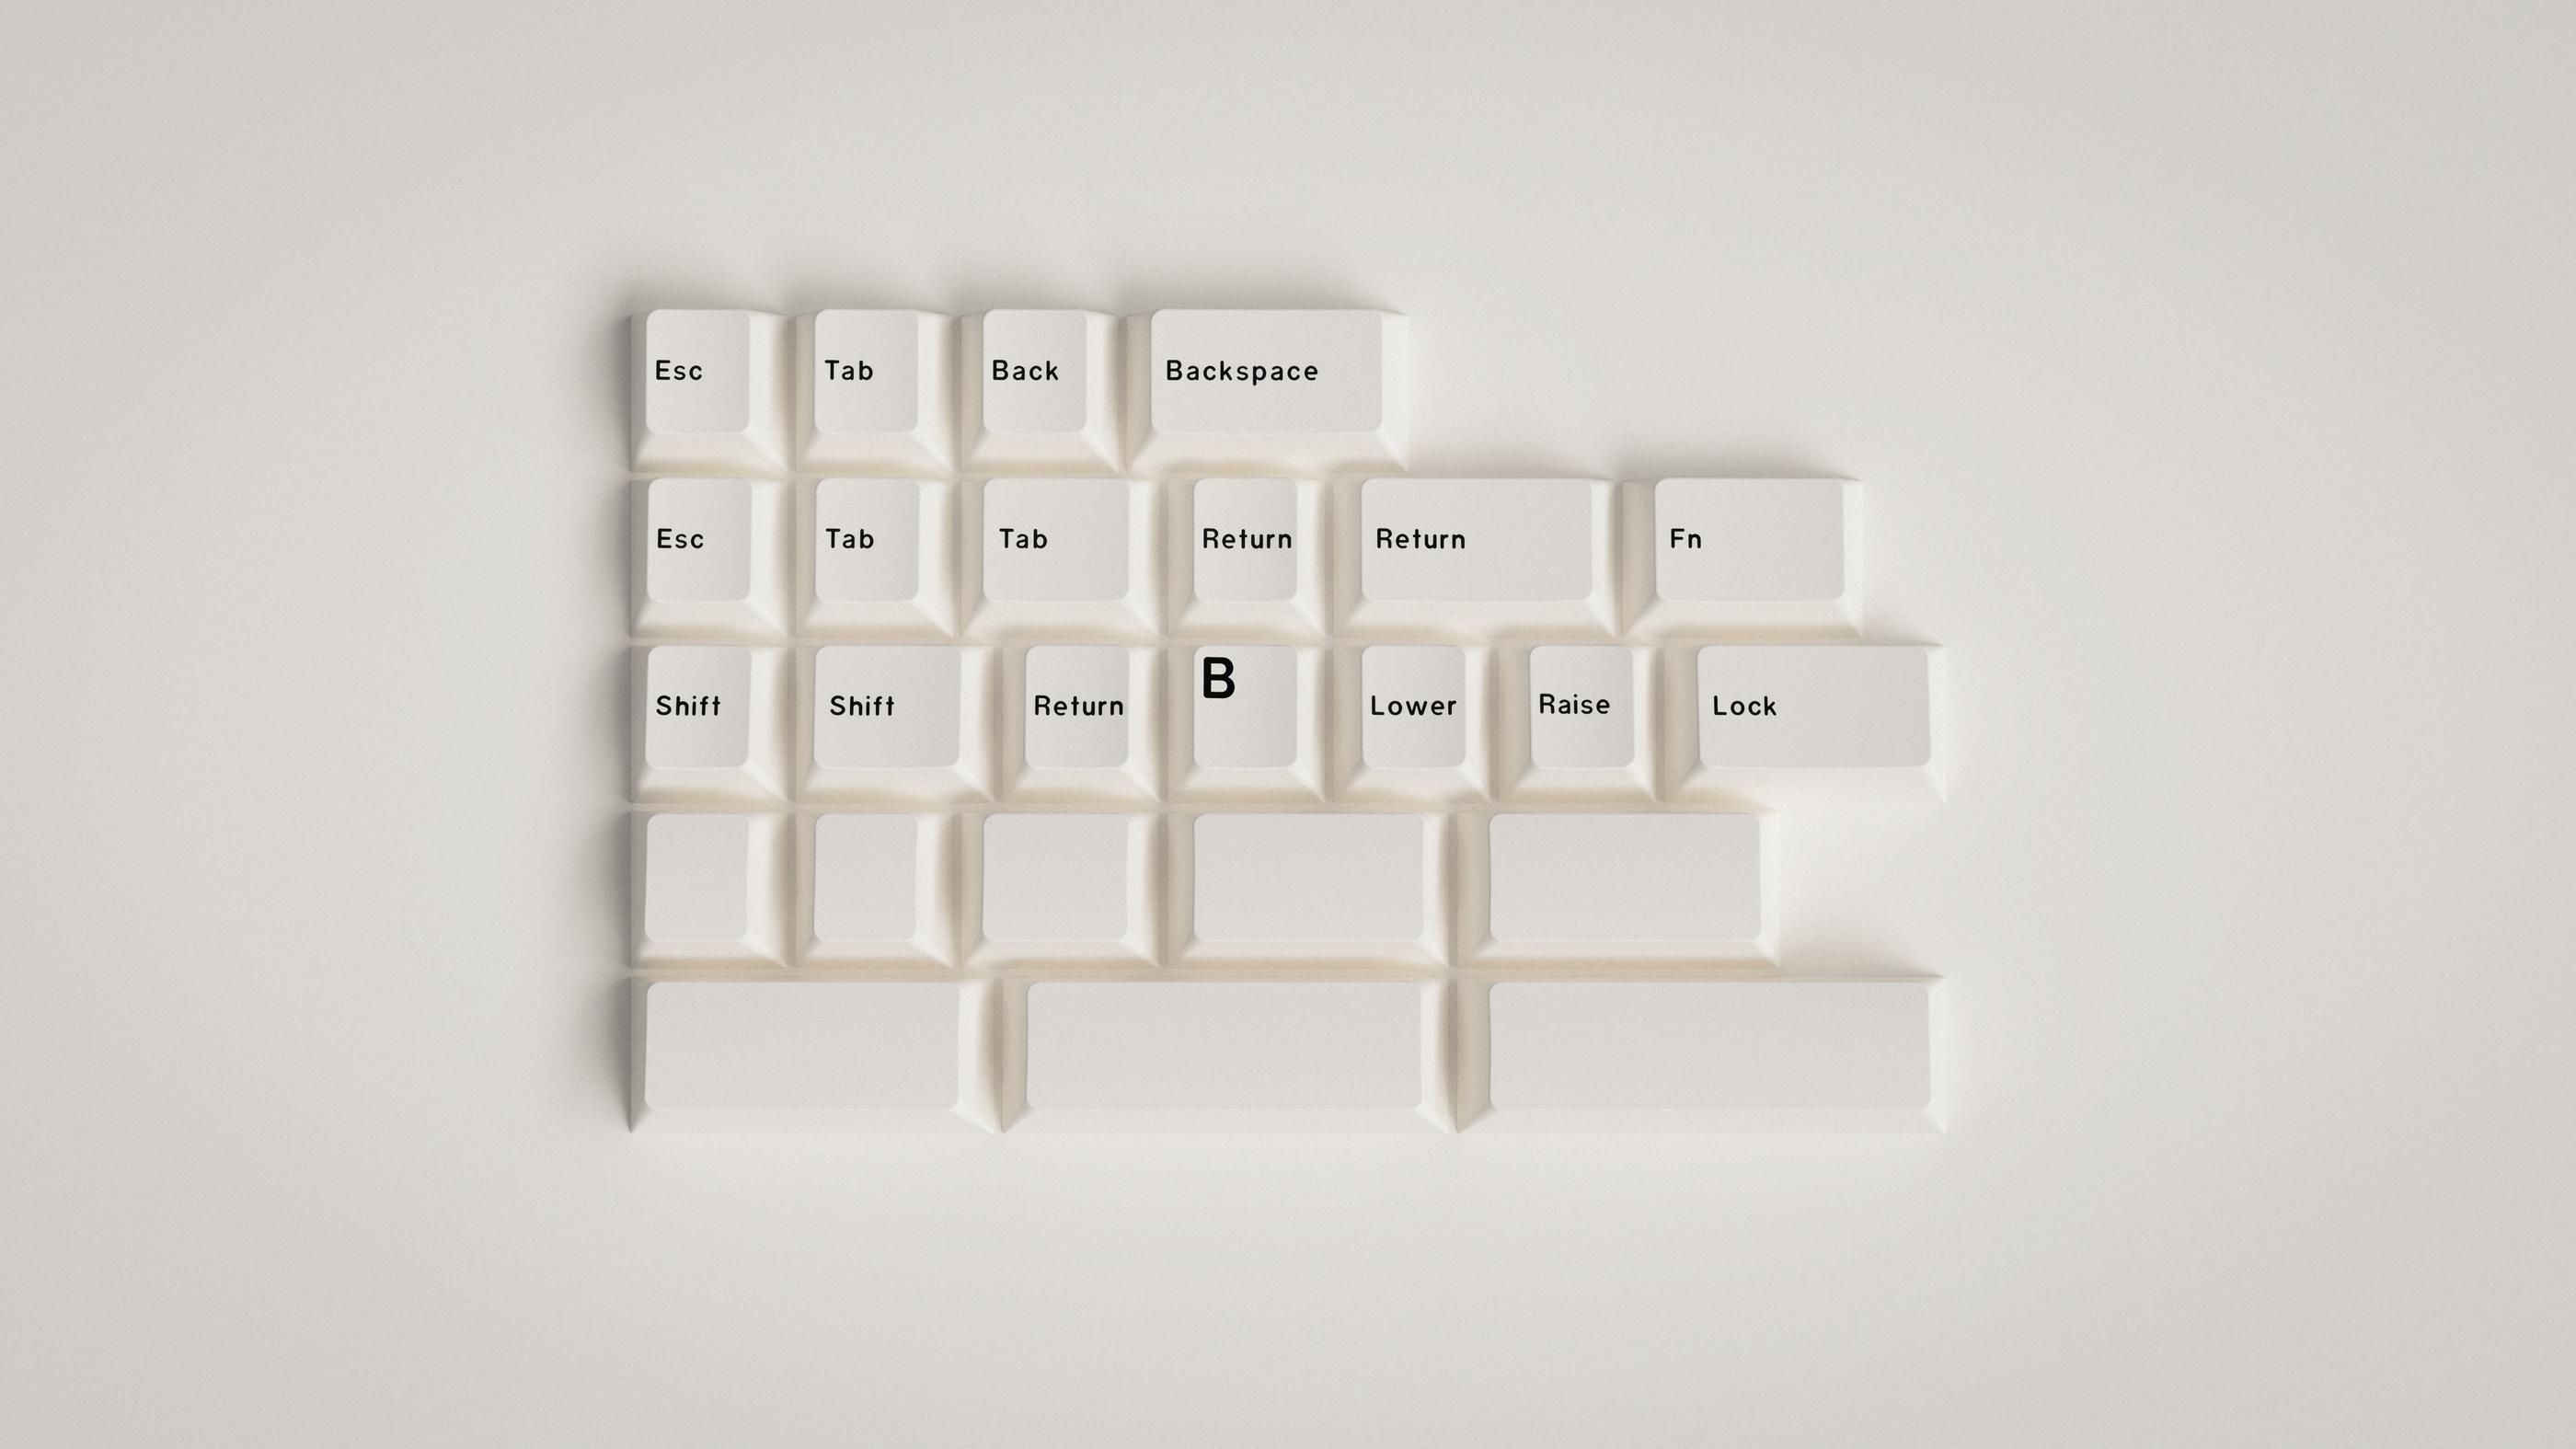 Esc Tab Back Backspace
Esc Tab Tab Return Return Fn
Shift Shift Return B Lower Raise Lock